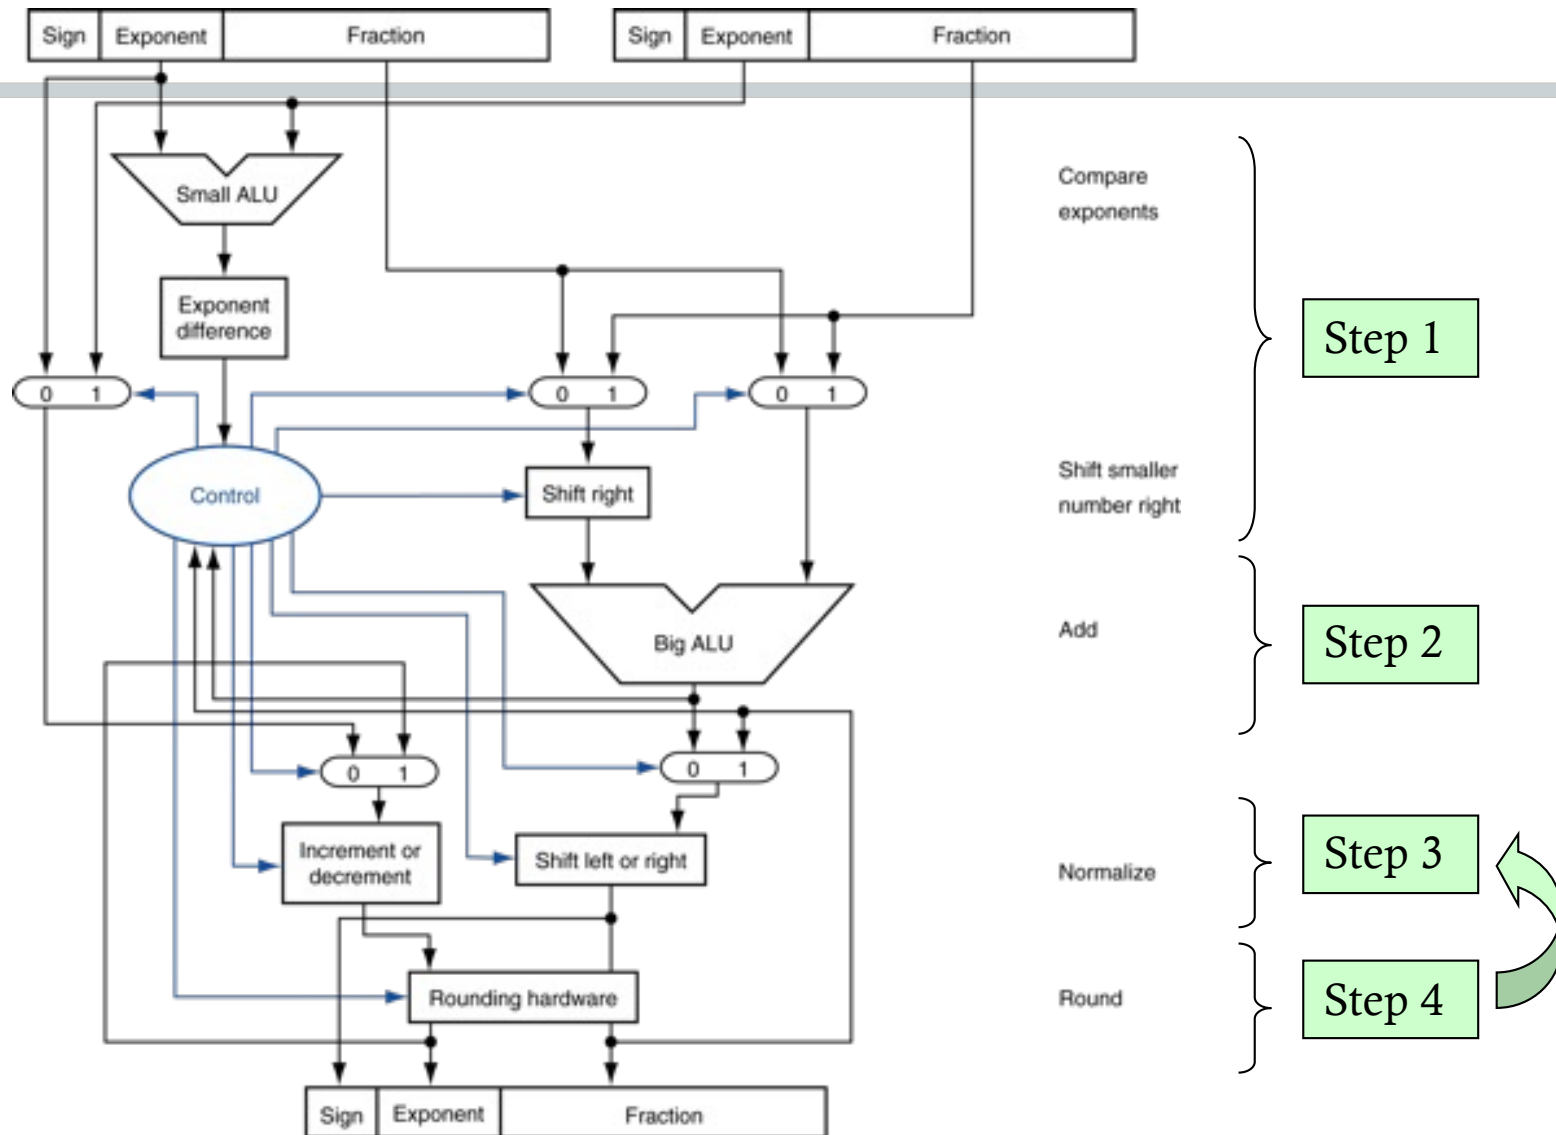 Sign Exponent Fraction
Sign Exponent Fraction
Small ALU
Compare
exponents
Exponent
difference
Step 1
0 1
0 1
0 1
Control
Shift right
Shift smaller
number right
Big ALU
Add
Step 2
0 1
0 1
Increment or
decrement
Shift left or right
Normalize
Step 3
Rounding hardware
Round
Step 4
Sign Exponent Fraction